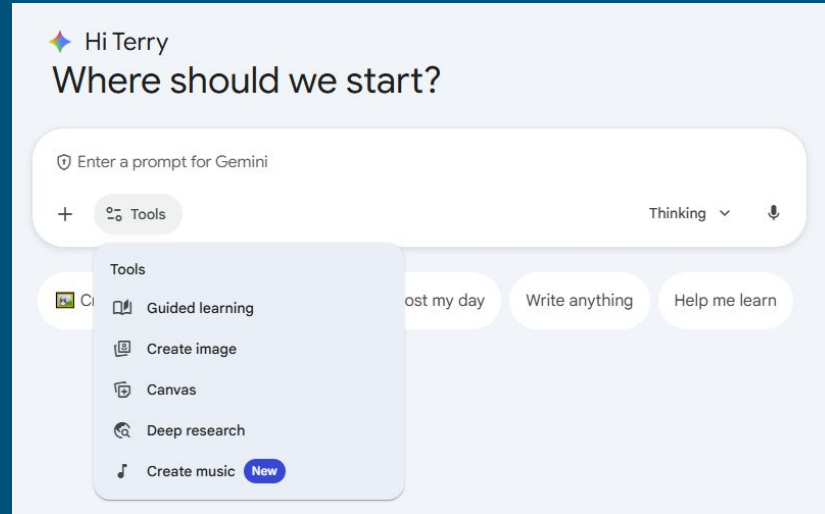 Hi Terry
Where should we start?
Enter a prompt for Gemini
Tools
Thinking
Tools
ost my day
Write anything
Help me learn
Guided learning
Create image
Canvas
Deep research
Create music New